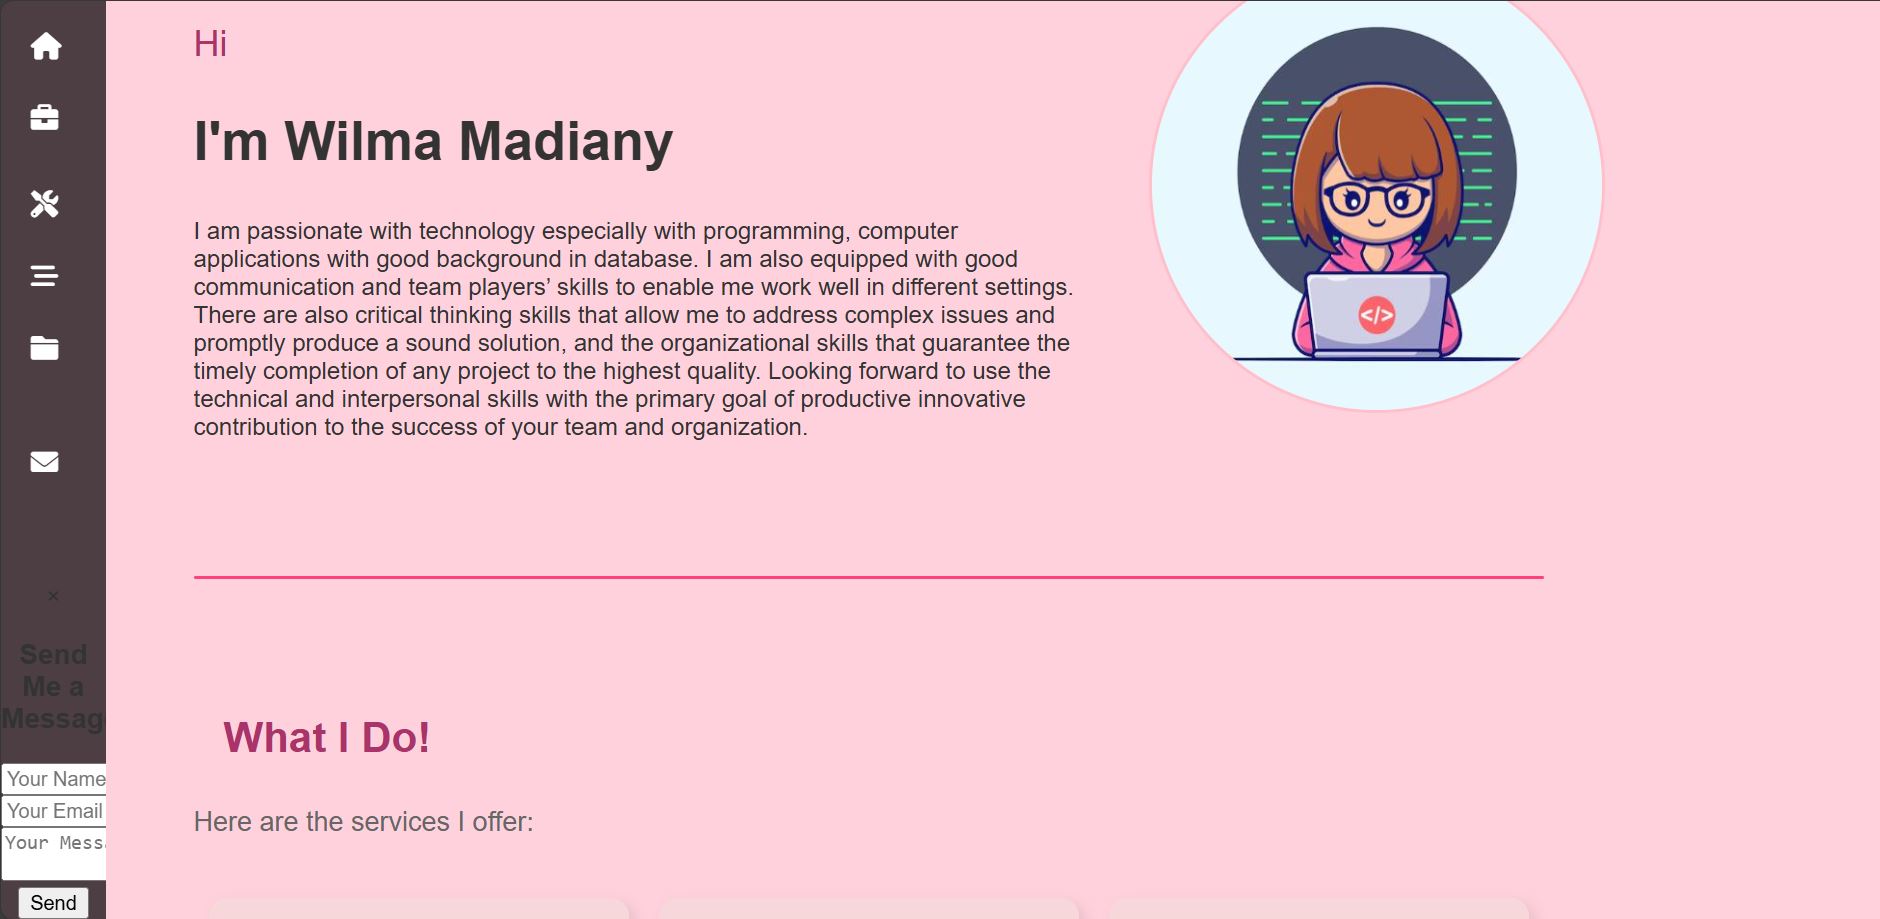 Hi
I'm Wilma Madiany
I am passionate with technology especially with programming, computer
applications with good background in database. I am also equipped with good
communication and team players’ skills to enable me work well in different settings.
There are also critical thinking skills that allow me to address complex issues and
promptly produce a sound solution, and the organizational skills that guarantee the
timely completion of any project to the highest quality. Looking forward to use the
technical and interpersonal skills with the primary goal of productive innovative
contribution to the success of your team and organization.
</>
×
Send
Me a
Messag
Your Name
Your Email
Your Mess
Send
What I Do!
Here are the services I offer: